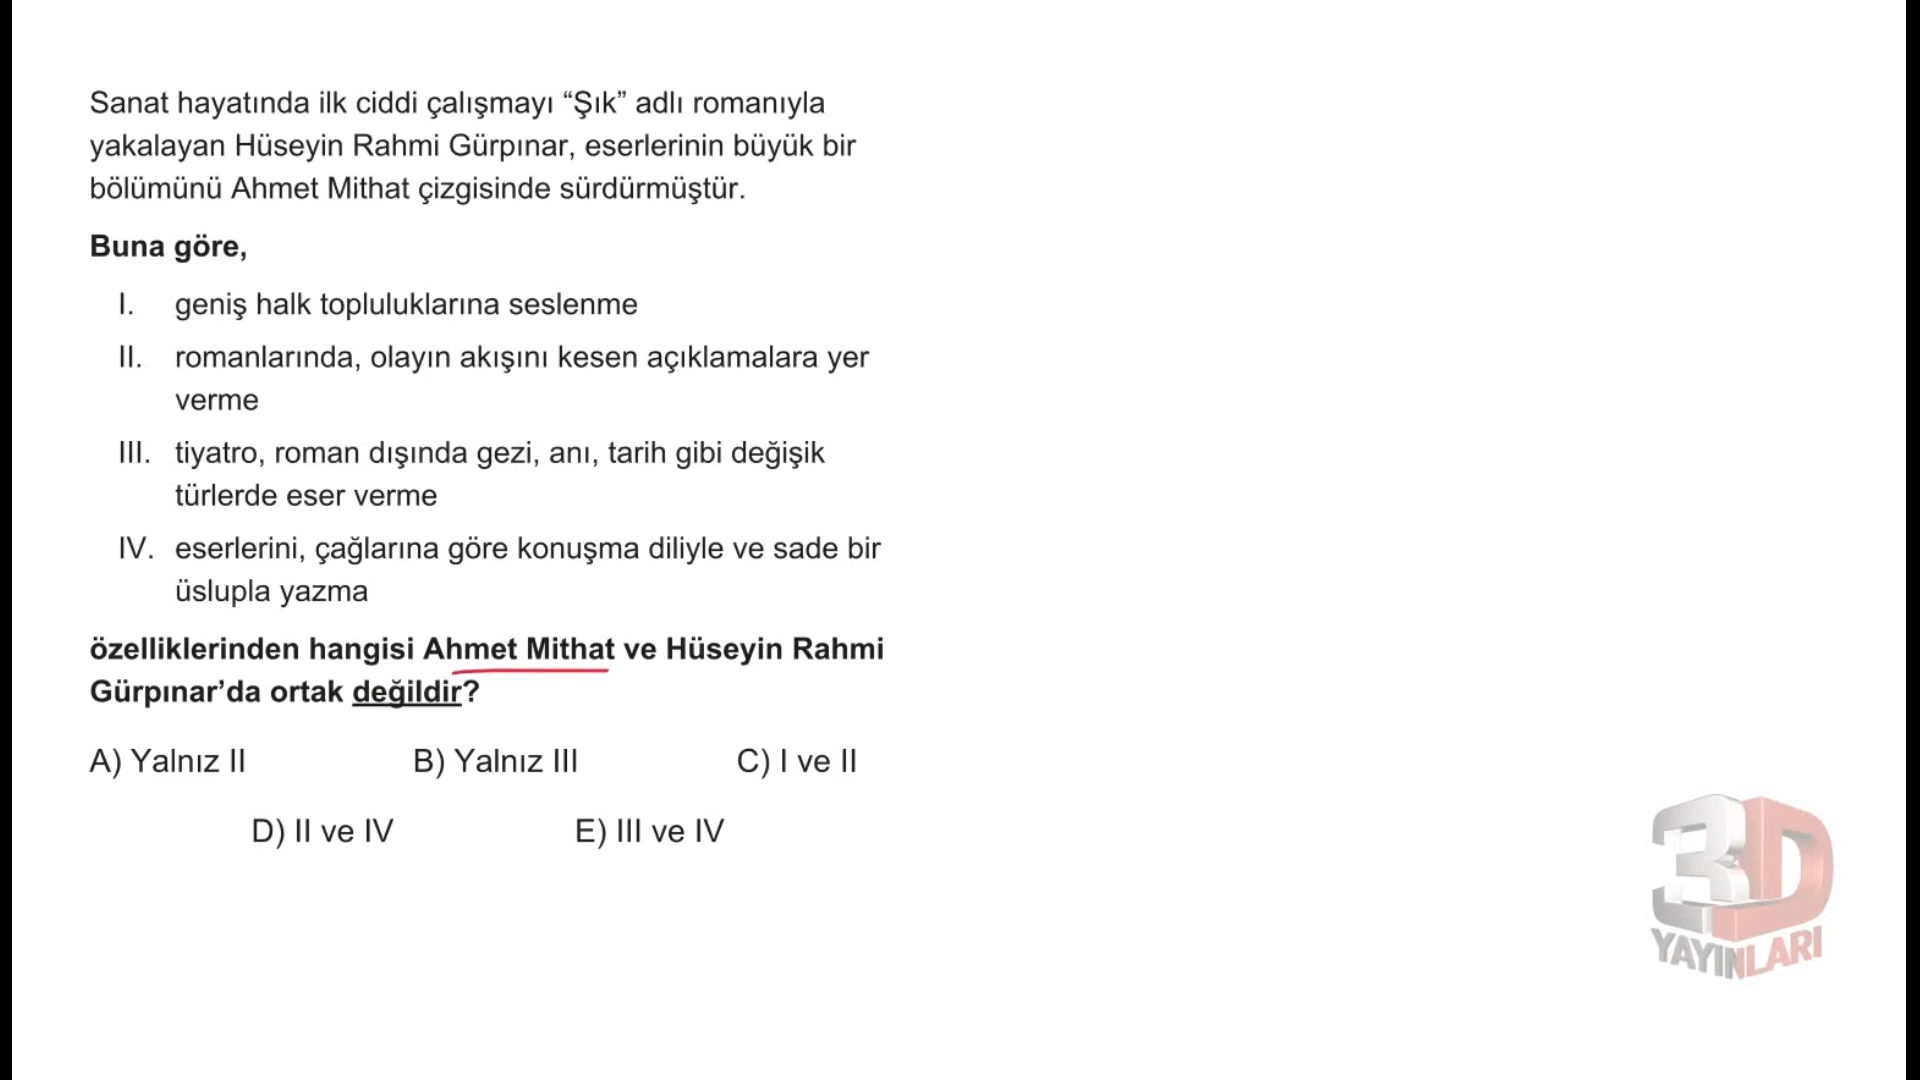 Sanat hayatında ilk ciddi çalışmayı “Şık” adlı romanıyla
yakalayan Hüseyin Rahmi Gürpınar, eserlerinin büyük bir
bölümünü Ahmet Mithat çizgisinde sürdürmüştür.
Buna göre,
I. geniş halk topluluklarına seslenme
II. romanlarında, olayın akışını kesen açıklamalara yer
verme
III. tiyatro, roman dışında gezi, anı, tarih gibi değişik
türlerde eser verme
IV. eserlerini, çağlarına göre konuşma diliyle ve sade bir
üslupla yazma
özelliklerinden hangisi Ahmet Mithat ve Hüseyin Rahmi
Gürpınar’da ortak değildir?
A) Yalnız II B) Yalnız III C) I ve II
D) II ve IV E) III ve IV
3D
YAYINLARI